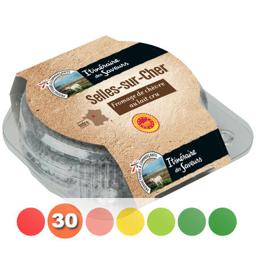 Itinéraire
des Saveurs
Selles-sur-Cher
Fromage de chèvre
au lait cru
Itinéraire
des Saveurs
30